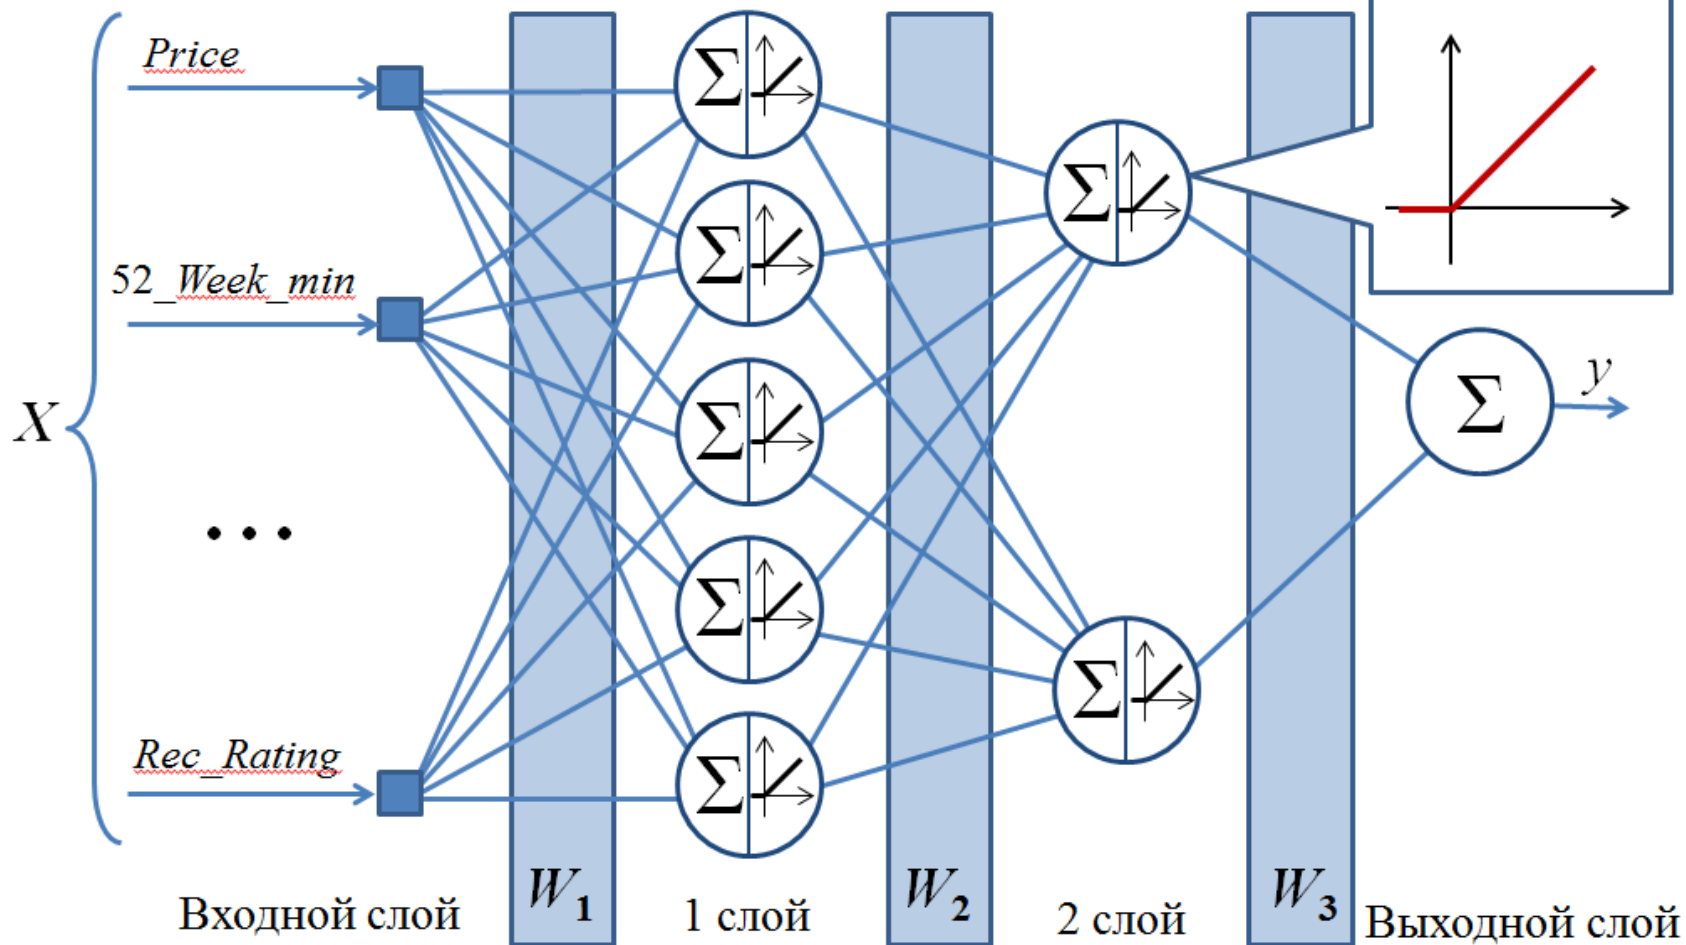 Price
52_Week_min
X
• • •
Rec_Rating
Σ
Σ
Σ
Σ
Σ
Σ
Σ
Σ
y
W1
W2
W3
Входной слой
1 слой
2 слой
Выходной слой